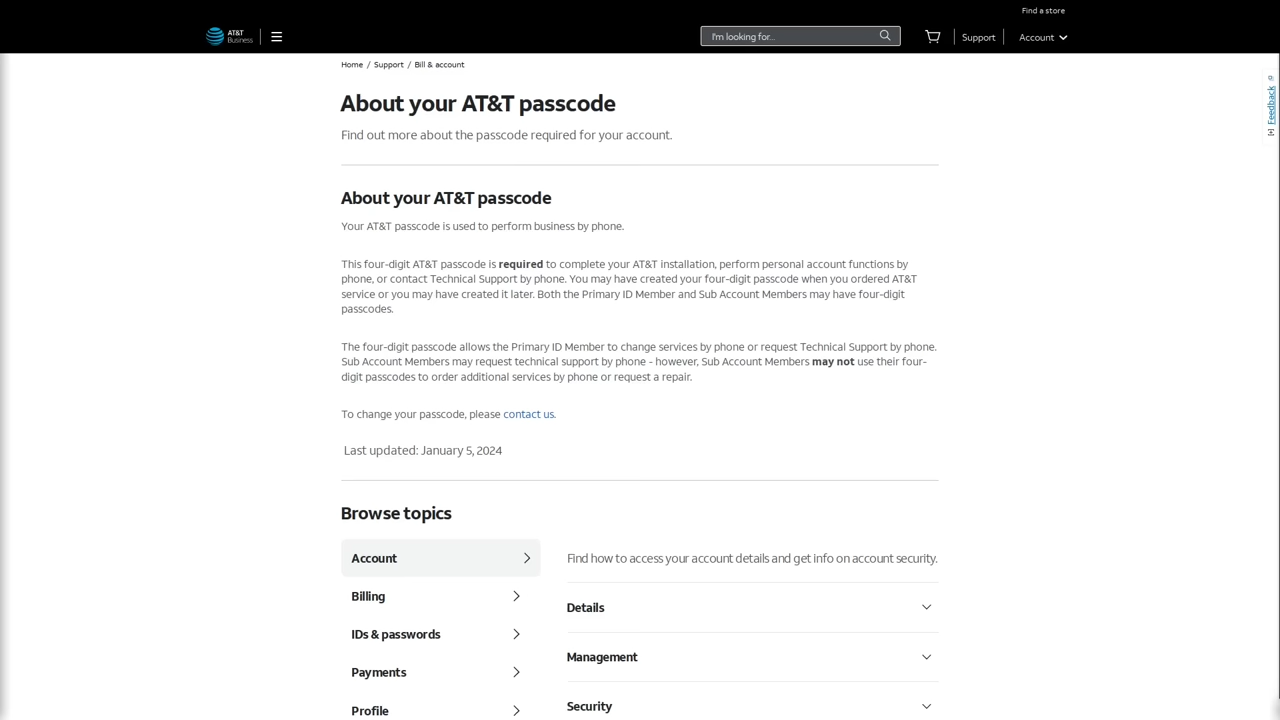 Find a store
AT&T
Business
I'm looking for...
Support
Account
Home / Support / Bill & account
Feedback
About your AT&T passcode
Find out more about the passcode required for your account.
About your AT&T passcode
Your AT&T passcode is used to perform business by phone.
This four-digit AT&T passcode is required to complete your AT&T installation, perform personal account functions by
phone, or contact Technical Support by phone. You may have created your four-digit passcode when you ordered AT&T
service or you may have created it later. Both the Primary ID Member and Sub Account Members may have four-digit
passcodes.
The four-digit passcode allows the Primary ID Member to change services by phone or request Technical Support by phone.
Sub Account Members may request technical support by phone - however, Sub Account Members may not use their four-
digit passcodes to order additional services by phone or request a repair.
To change your passcode, please contact us.
Last updated: January 5, 2024
Browse topics
Account
Find how to access your account details and get info on account security.
Billing
Details
IDs & passwords
Management
Payments
Security
Profile